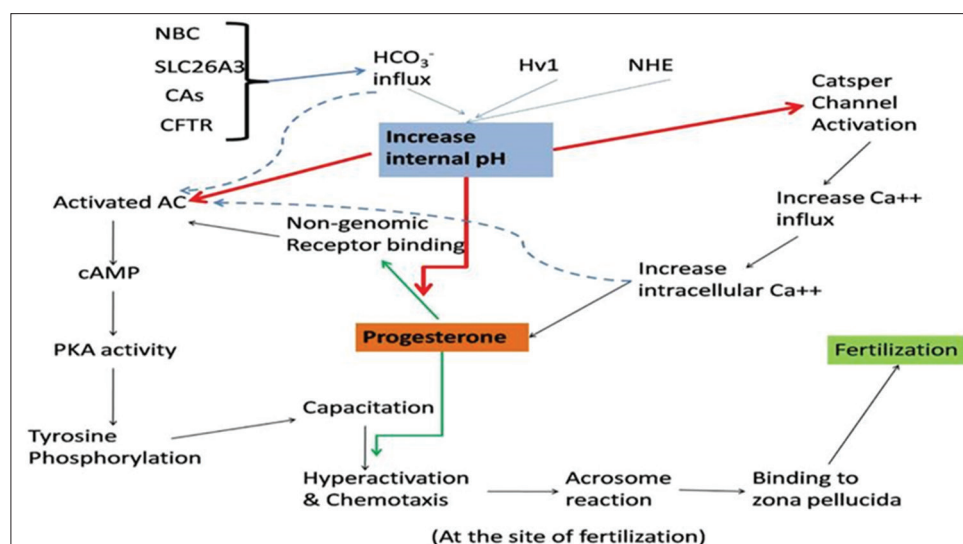 NBC
SLC26A3
CAs
CFTR
HCO₃⁻
influx
Hv1
NHE
Catsper
Channel
Activation
Increase
internal pH
Activated AC
Non-genomic
Receptor binding
Increase Ca++
influx
cAMP
Increase
intracellular Ca++
Progesterone
PKA activity
Fertilization
Capacitation
Tyrosine
Phosphorylation
Hyperactivation
& Chemotaxis
Acrosome
reaction
Binding to
zona pellucida
(At the site of fertilization)